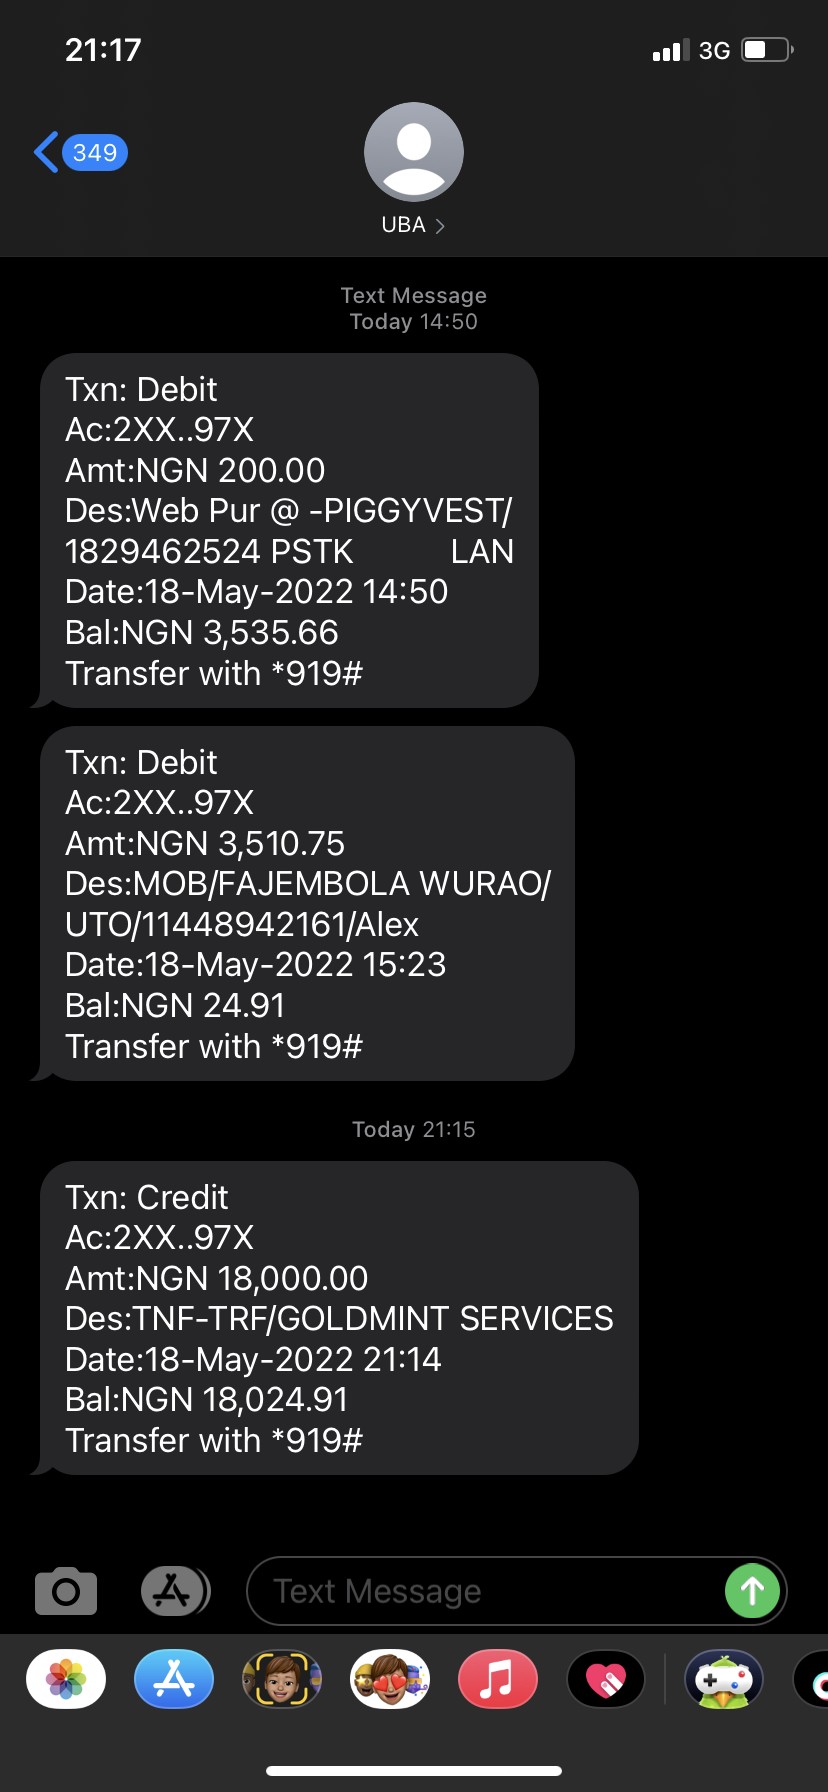 21:17
3G
349
UBA
Text Message
Today 14:50
Txn: Debit
Ac:2XX..97X
Amt:NGN 200.00
Des:Web Pur @ -PIGGYVEST/
1829462524 PSTK LAN
Date:18-May-2022 14:50
Bal:NGN 3,535.66
Transfer with *919#
Txn: Debit
Ac:2XX..97X
Amt:NGN 3,510.75
Des:MOB/FAJEMBOLA WURAO/
UTO/11448942161/Alex
Date:18-May-2022 15:23
Bal:NGN 24.91
Transfer with *919#
Today 21:15
Txn: Credit
Ac:2XX..97X
Amt:NGN 18,000.00
Des:TNF-TRF/GOLDMINT SERVICES
Date:18-May-2022 21:14
Bal:NGN 18,024.91
Transfer with *919#
Text Message